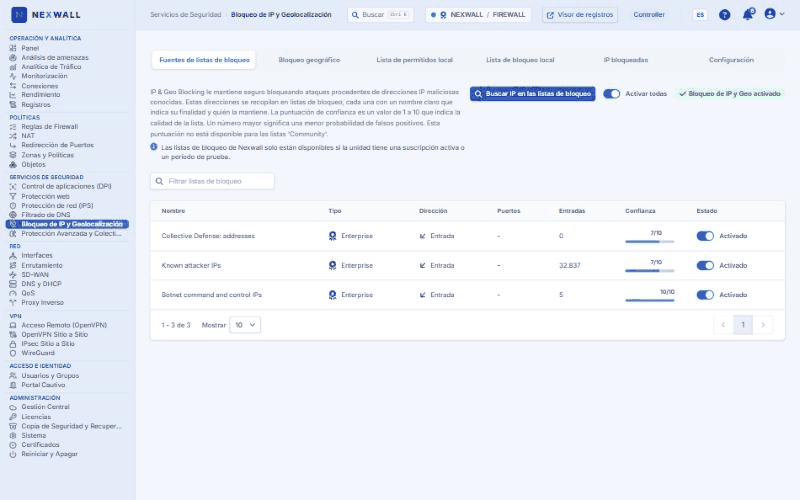 NEXWALL
Servicios de Seguridad › Bloqueo de IP y Geolocalización
Buscar Ctrl K
NEXWALL / FIREWALL
Visor de registros
Controller
ES
OPERACIÓN Y ANALÍTICA
Panel
Análisis de amenazas
Analítica de Tráfico
Monitorización
Conexiones
Rendimiento
Registros
POLÍTICAS
Reglas de Firewall
NAT
Redirección de Puertos
Zonas y Políticas
Objetos
SERVICIOS DE SEGURIDAD
Control de aplicaciones (DPI)
Protección web
Protección de red (IPS)
Filtrado de DNS
Bloqueo de IP y Geolocalización
Protección Avanzada y Colecti...
RED
Interfaces
Enrutamiento
SD-WAN
DNS y DHCP
QoS
Proxy Inverso
VPN
Acceso Remoto (OpenVPN)
OpenVPN Sitio a Sitio
IPsec Sitio a Sitio
WireGuard
ACCESO E IDENTIDAD
Usuarios y Grupos
Portal Cautivo
ADMINISTRACIÓN
Gestión Central
Licencias
Copia de Seguridad y Recuper...
Sistema
Certificados
Reiniciar y Apagar
Fuentes de listas de bloqueo
Bloqueo geográfico
Lista de permitidos local
Lista de bloqueo local
IP bloqueadas
Configuración
IP & Geo Blocking le mantiene seguro bloqueando ataques procedentes de direcciones IP maliciosas
conocidas. Estas direcciones se recopilan en listas de bloqueo, cada una con un nombre claro que
indica su finalidad y quién la mantiene. La puntuación de confianza es un valor de 1 a 10 que indica la
calidad de la lista. Un número mayor significa una menor probabilidad de falsos positivos. Esta
puntuación no está disponible para las listas 'Community'.
Las listas de bloqueo de Nexwall solo están disponibles si la unidad tiene una suscripción activa o
un período de prueba.
Buscar IP en las listas de bloqueo
Activar todas
Bloqueo de IP y Geo activado
Filtrar listas de bloqueo
Nombre Tipo Dirección Puertos Entradas Confianza Estado
Collective Defense: addresses Enterprise Entrada - 0 7/10 Activado
Known attacker IPs Enterprise Entrada - 32.837 7/10 Activado
Botnet command and control IPs Enterprise Entrada - 5 10/10 Activado
1 - 3 de 3 Mostrar 10
1